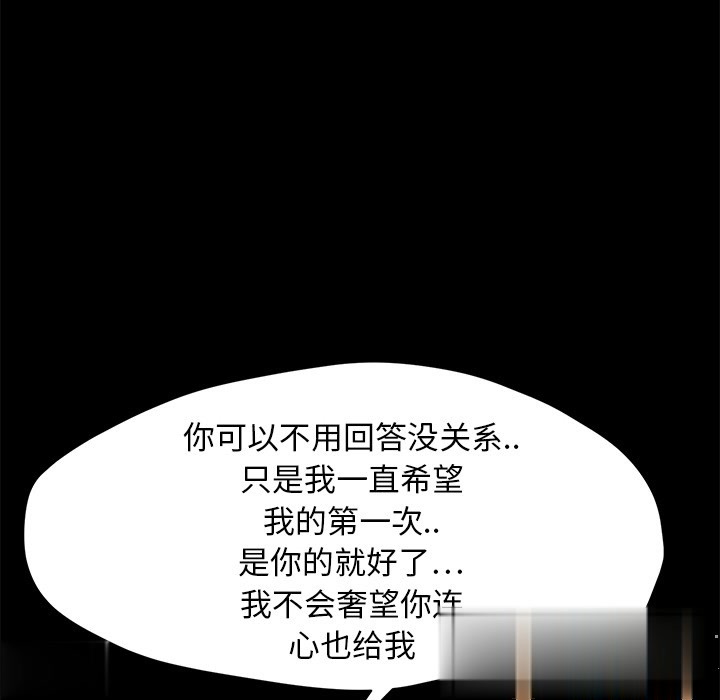 你可以不用回答没关系..
只是我一直希望
我的第一次..
是你的就好了...
我不会奢望你连
心也给我